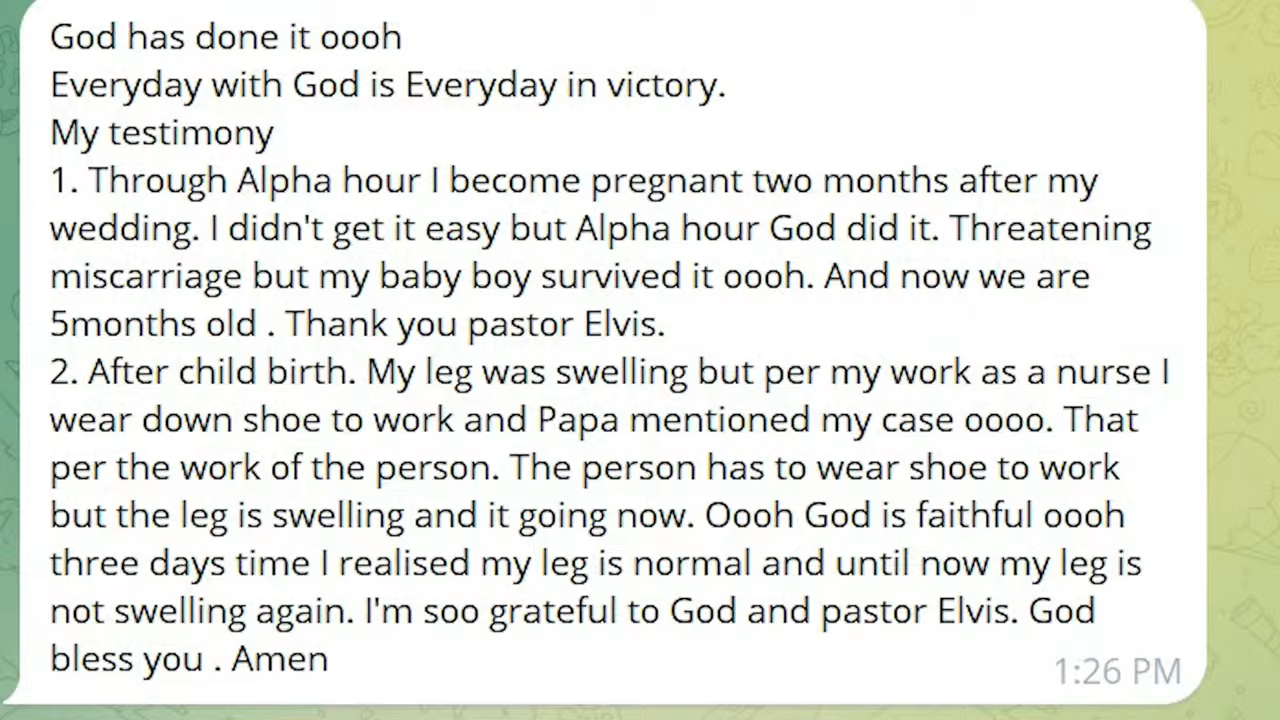 God has done it oooh
Everyday with God is Everyday in victory.
My testimony
1. Through Alpha hour I become pregnant two months after my
wedding. I didn't get it easy but Alpha hour God did it. Threatening
miscarriage but my baby boy survived it oooh. And now we are
5months old . Thank you pastor Elvis.
2. After child birth. My leg was swelling but per my work as a nurse I
wear down shoe to work and Papa mentioned my case oooo. That
per the work of the person. The person has to wear shoe to work
but the leg is swelling and it going now. Oooh God is faithful oooh
three days time I realised my leg is normal and until now my leg is
not swelling again. I'm soo grateful to God and pastor Elvis. God
bless you . Amen
1:26 PM